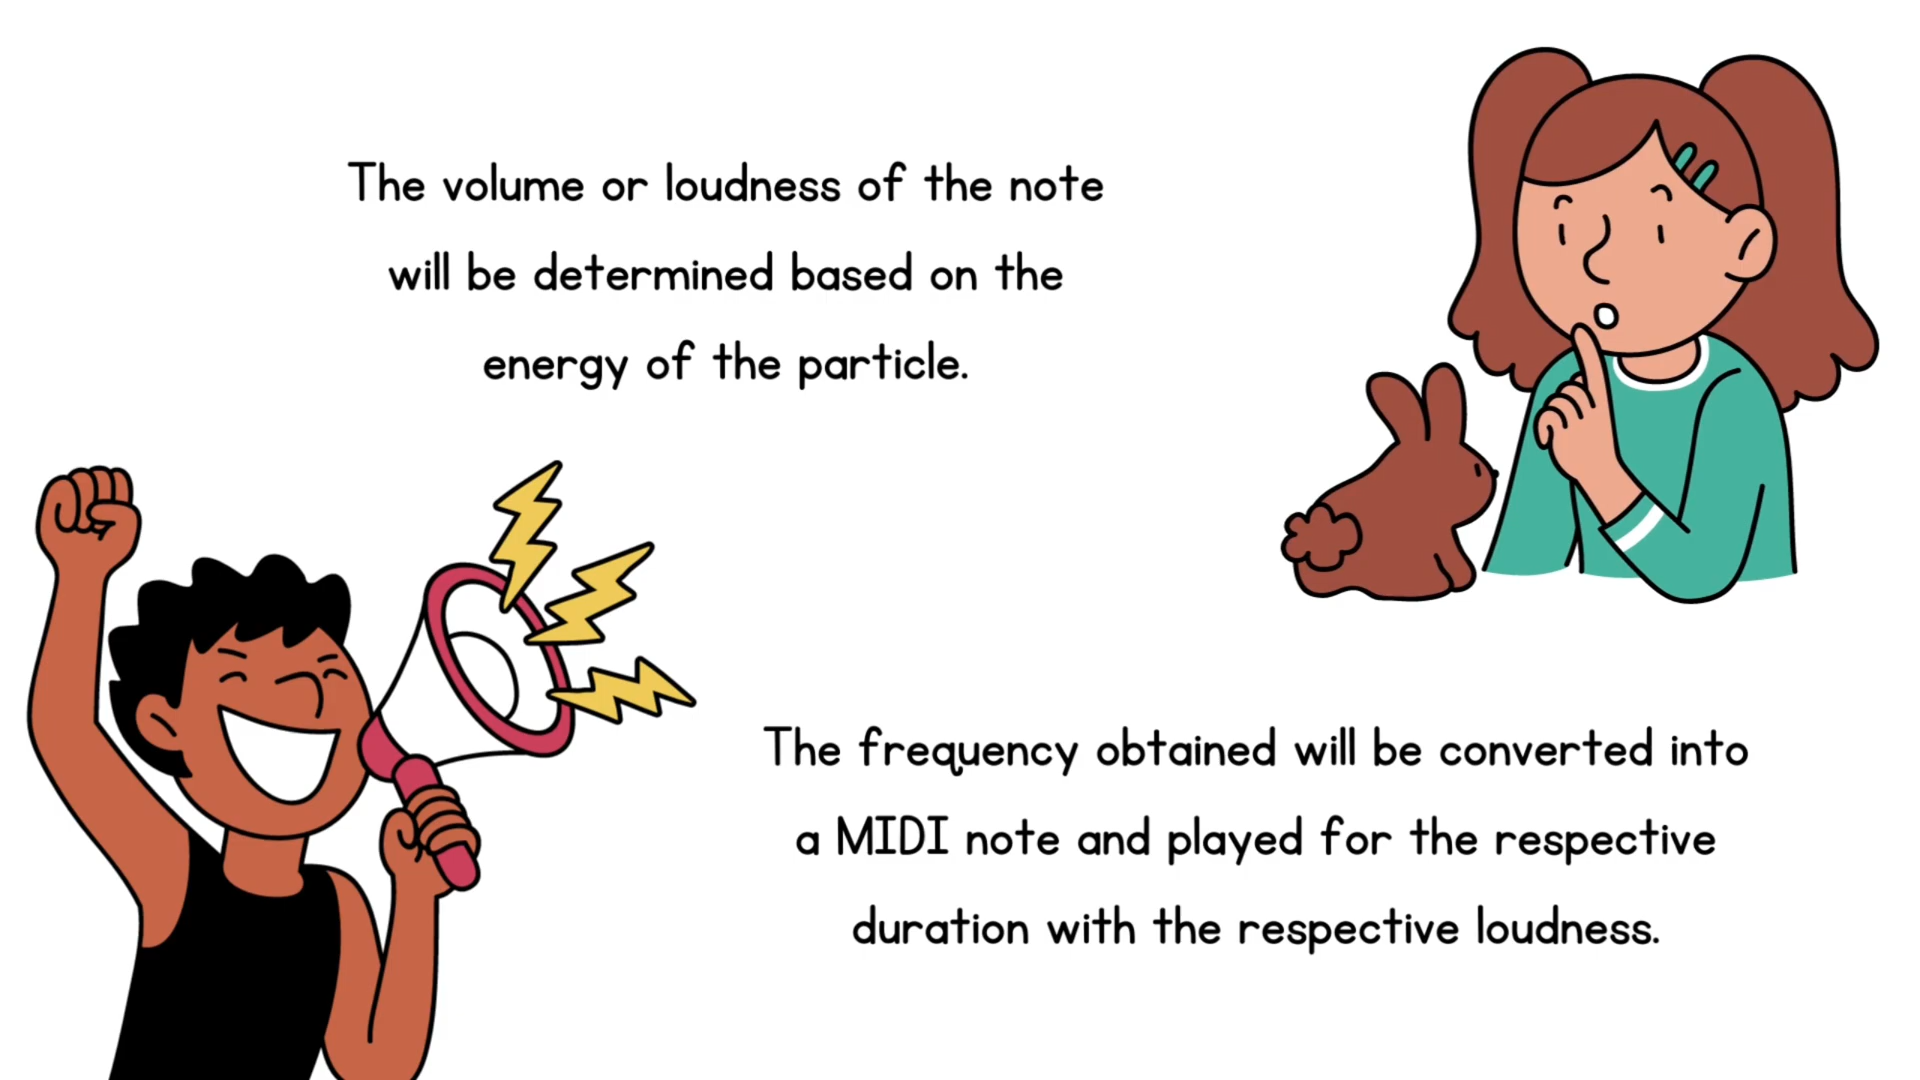 The volume or loudness of the note
will be determined based on the
energy of the particle.
The frequency obtained will be converted into
a MIDI note and played for the respective
duration with the respective loudness.